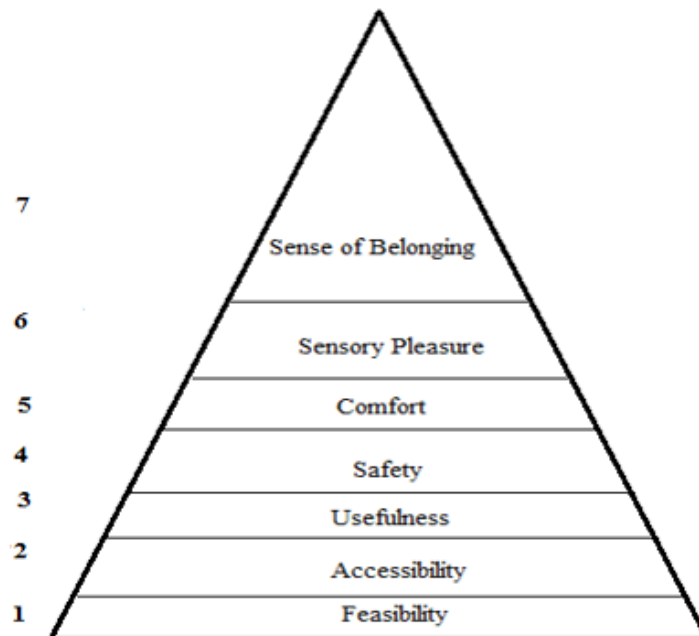 7
Sense of Belonging
6
Sensory Pleasure
5
Comfort
4
Safety
3
Usefulness
2
Accessibility
1
Feasibility